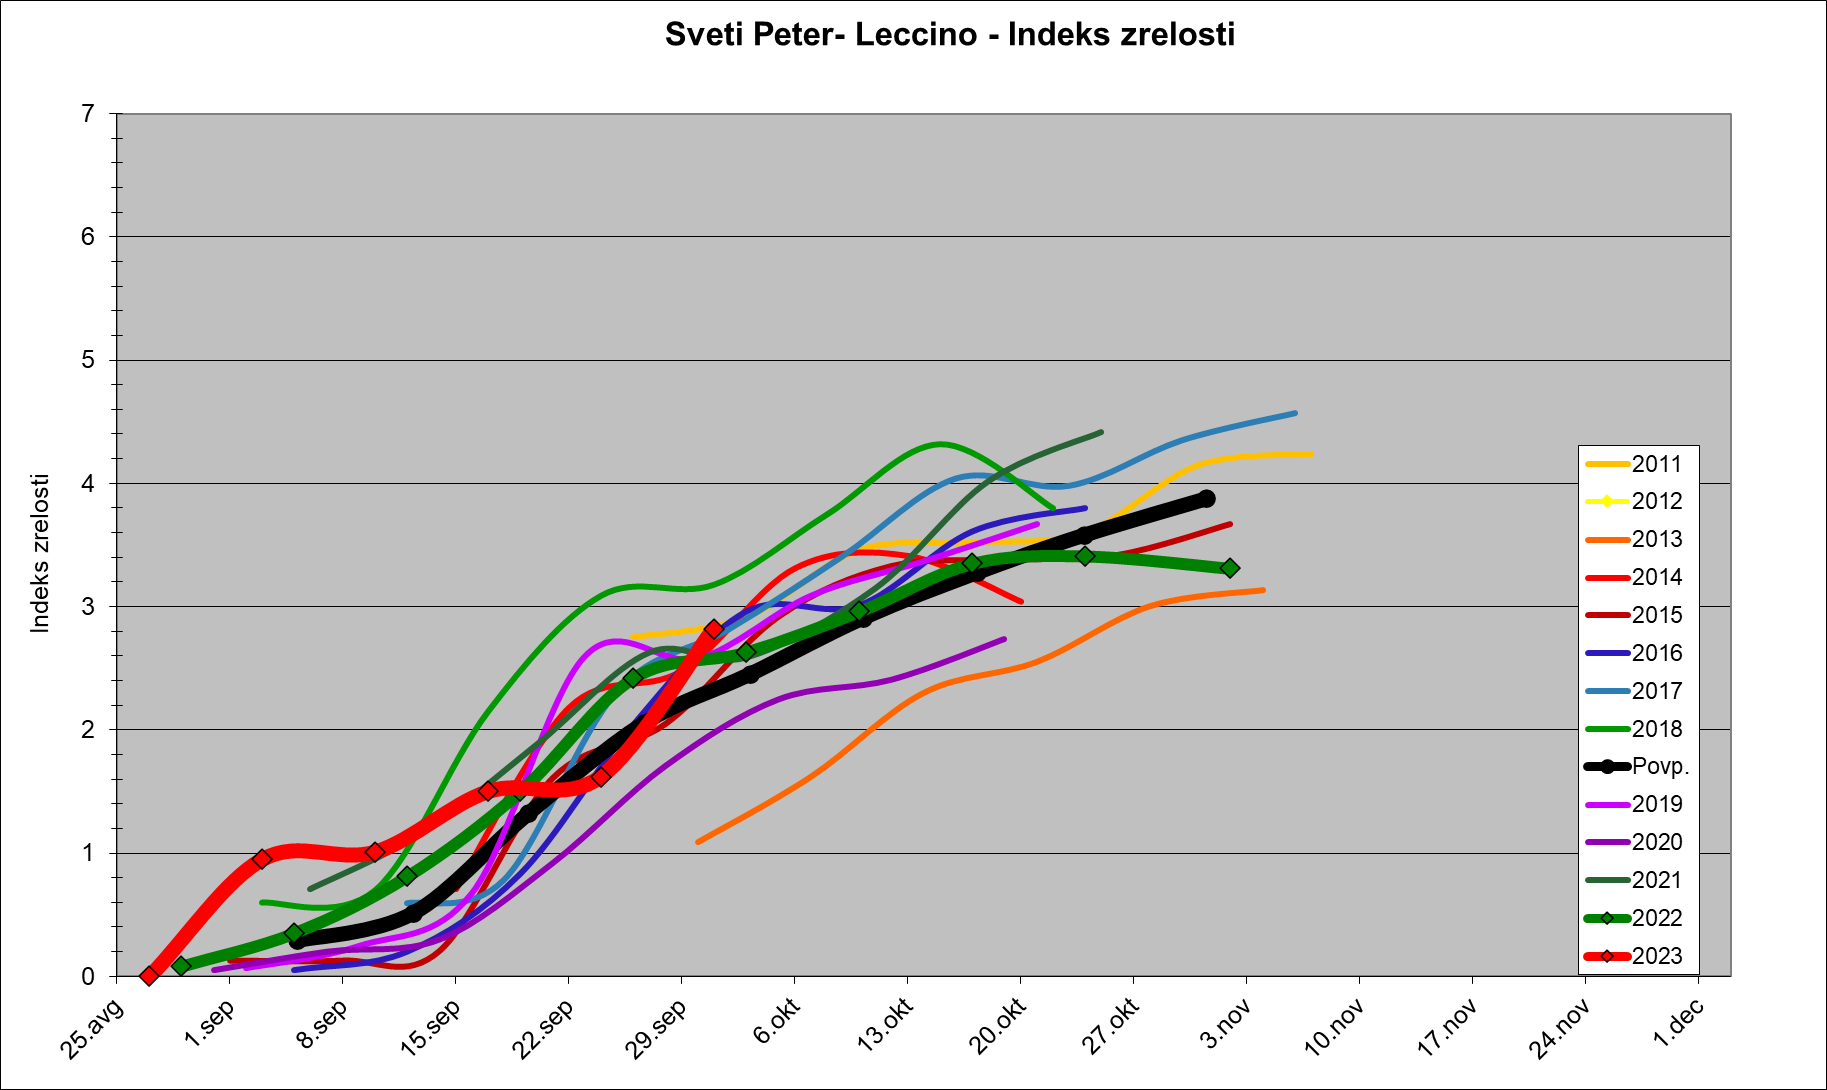 Sveti Peter- Leccino - Indeks zrelosti
Indeks zrelosti
7
6
5
4
3
2
1
0
25.avg
1.sep
8.sep
15.sep
22.sep
29.sep
6.okt
13.okt
20.okt
27.okt
3.nov
10.nov
17.nov
24.nov
1.dec
2011
2012
2013
2014
2015
2016
2017
2018
Povp.
2019
2020
2021
2022
2023